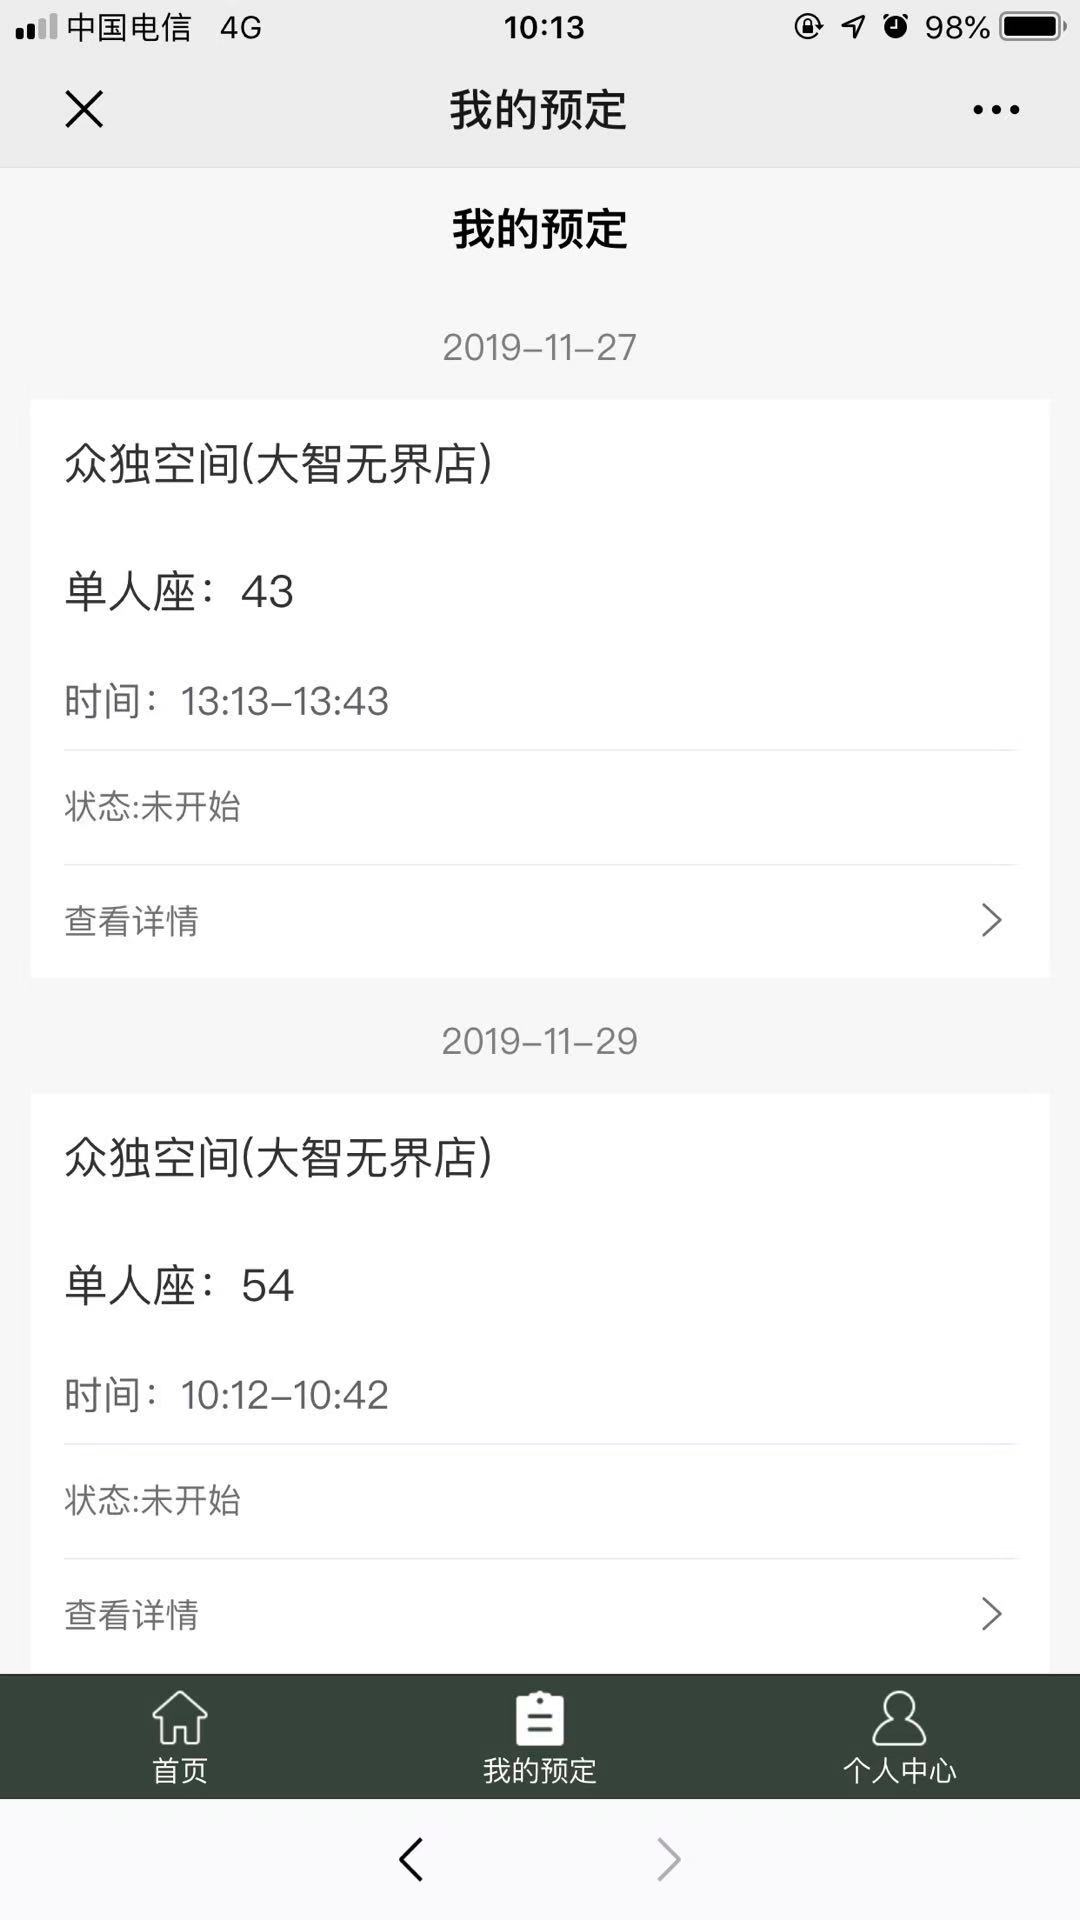 中国电信 4G 10:13 98%
我的预定
我的预定
2019-11-27
众独空间(大智无界店)
单人座：43
时间：13:13-13:43
状态:未开始
查看详情
2019-11-29
众独空间(大智无界店)
单人座：54
时间：10:12-10:42
状态:未开始
查看详情
首页 我的预定 个人中心